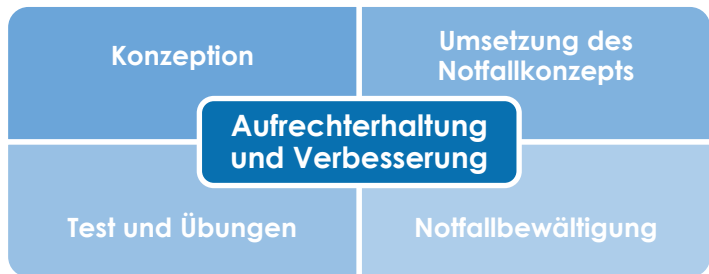 Konzeption
Umsetzung des
Notfallkonzepts
Aufrechterhaltung
und Verbesserung
Test und Übungen
Notfallbewältigung